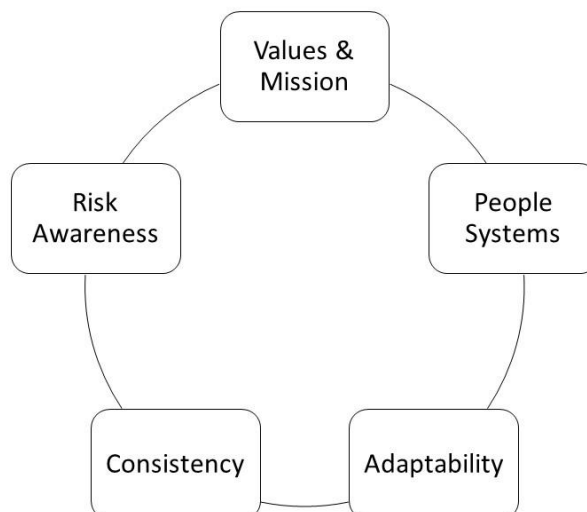 Values &
Mission
Risk
Awareness
People
Systems
Consistency
Adaptability